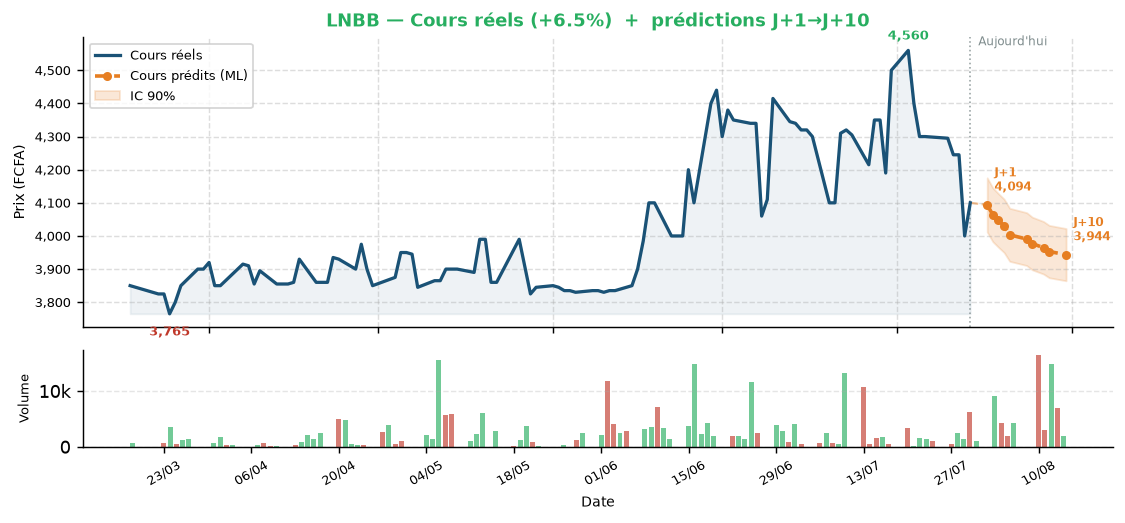 LNBB — Cours réels (+6.5%)  +  prédictions J+1→J+10
4,560
Aujourd'hui
Cours réels
Cours prédits (ML)
IC 90%
4,500
4,400
4,300
4,200
4,100
4,000
3,900
3,800
Prix (FCFA)
J+1
4,094
J+10
3,944
3,765
10k
0
Volume
23/03
06/04
20/04
04/05
18/05
01/06
15/06
29/06
13/07
27/07
10/08
Date